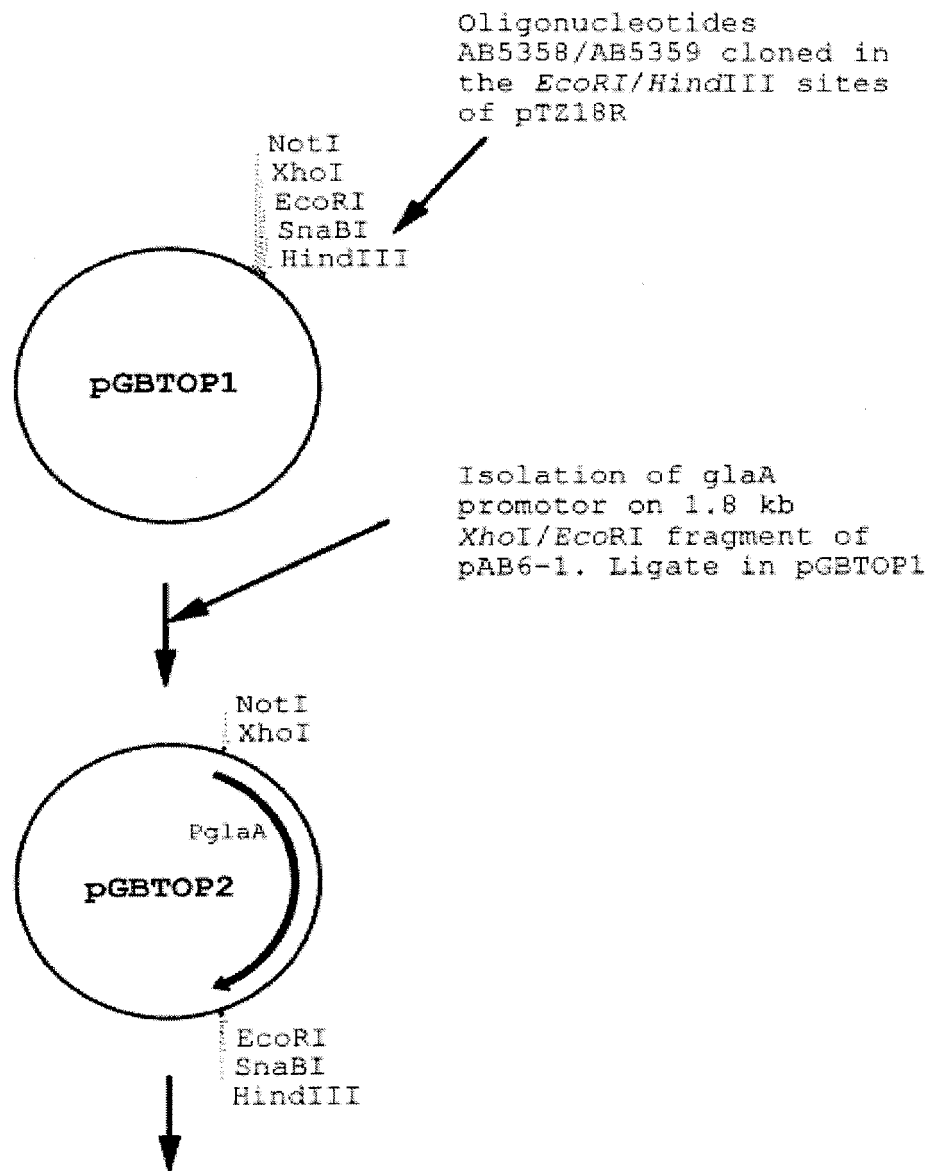 Oligonucleotides
AB5358/AB5359 cloned in
the EcoRI/HindIII sites
of pTZ18R
NotI
XhoI
EcoRI
SnaBI
HindIII
pGBTOP1
Isolation of glaA
promotor on 1.8 kb
XhoI/EcoRI fragment of
pAB6-1. Ligate in pGBTOP1
NotI
XhoI
PglaA
pGBTOP2
EcoRI
SnaBI
HindIII